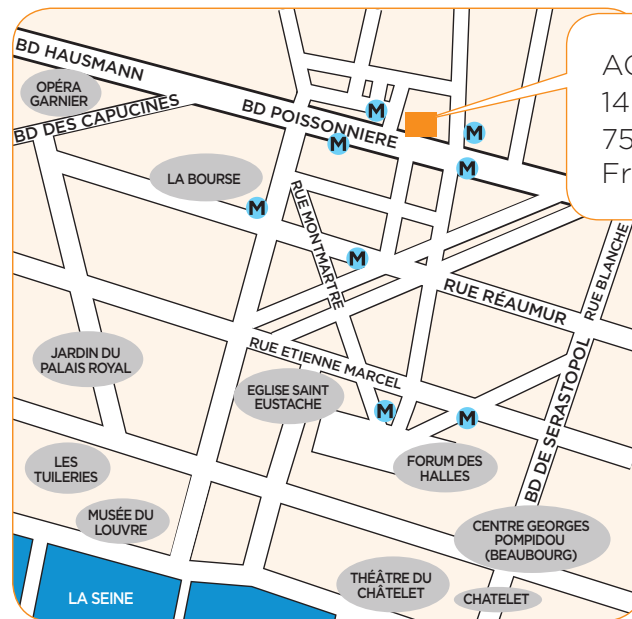 BD HAUSMANN
OPÉRA
GARNIER
BD DES CAPUCINES
BD POISSONNIERE
M
M
M
M
AC
14
75
Fr
LA BOURSE
M
RUE MONTMARTRE
M
RUE RÉAUMUR
RUE BLANCHE
JARDIN DU
PALAIS ROYAL
RUE ETIENNE MARCEL
EGLISE SAINT
EUSTACHE
M
M
BD DE SERASTOPOL
LES
TUILERIES
FORUM DES
HALLES
MUSÉE DU
LOUVRE
CENTRE GEORGES
POMPIDOU
(BEAUBOURG)
THÉÂTRE DU
CHÂTELET
CHATELET
LA SEINE